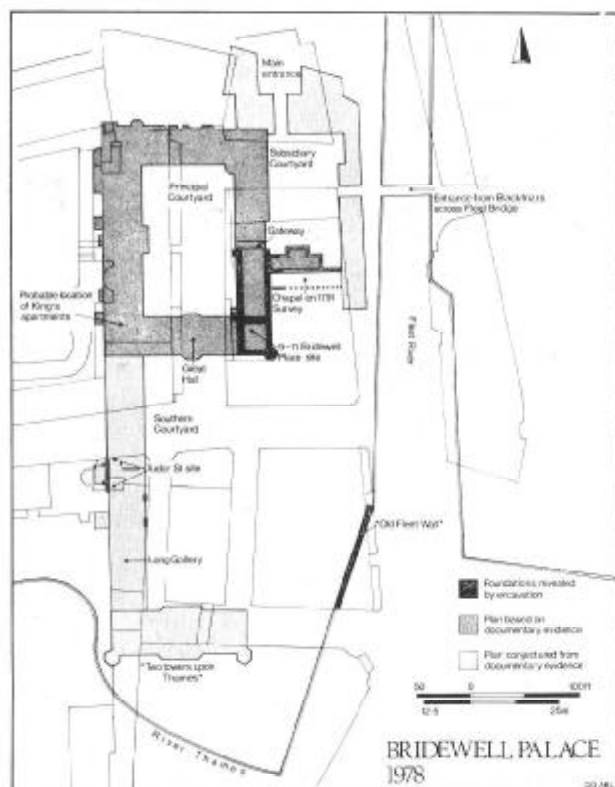 Main
entrance
Subsidiary
Courtyard
Principal
Courtyard
Entrance from Blackfriars
across Fleet Bridge
Gateway
Chapel on 1791
Survey
Probable location
of King's
apartments
9-11 Bridewell
Place site
Great
Hall
Fleet River
Southern
Courtyard
Tudor St site
"Old Fleet Wall"
Long Gallery
Foundations revealed
by excavation
Plan based on
documentary evidence
Plan conjectured from
documentary evidence
"Two towers upon
Thames"
50 0 100ft
12·5 25m
River Thames
BRIDEWELL PALACE
1978